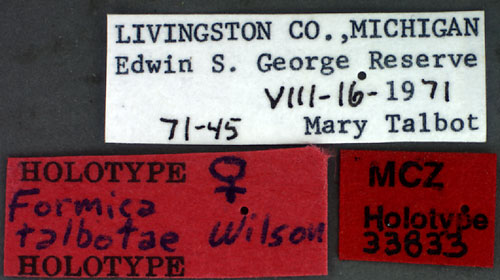 LIVINGSTON CO.,MICHIGAN
Edwin S. George Reserve
VIII-16-1971
71-45 Mary Talbot
HOLOTYPE ♀
Formica
talbotae Wilson
HOLOTYPE
MCZ
Holotype
33633